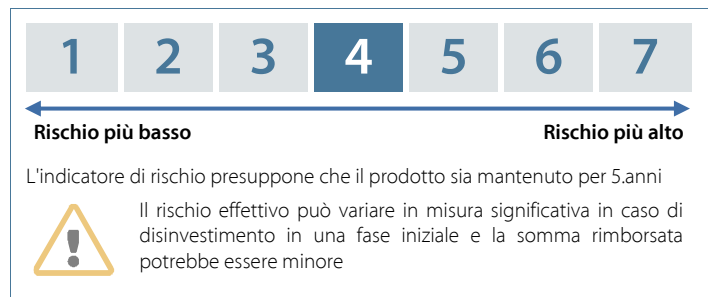 1 2 3 4 5 6 7
Rischio più basso Rischio più alto
L'indicatore di rischio presuppone che il prodotto sia mantenuto per 5.anni
Il rischio effettivo può variare in misura significativa in caso di
disinvestimento in una fase iniziale e la somma rimborsata
potrebbe essere minore